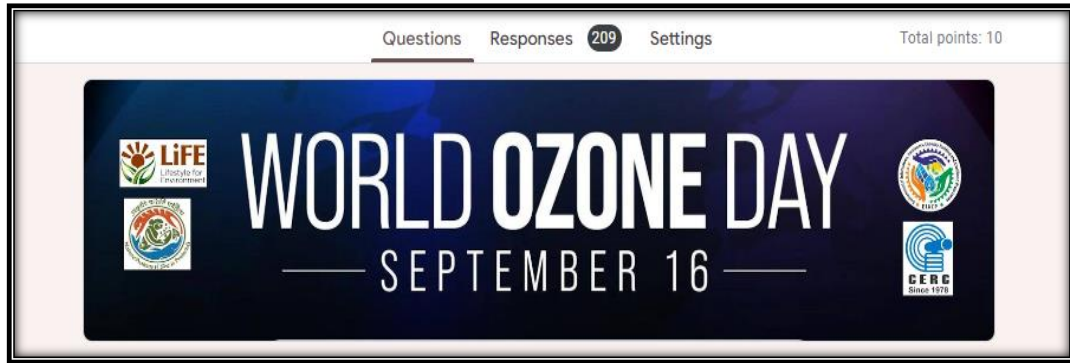 Questions Responses 209 Settings Total points: 10
LiFE
Lifestyle for
Environment
WORLD OZONE DAY
SEPTEMBER 16
CERC
Since 1978